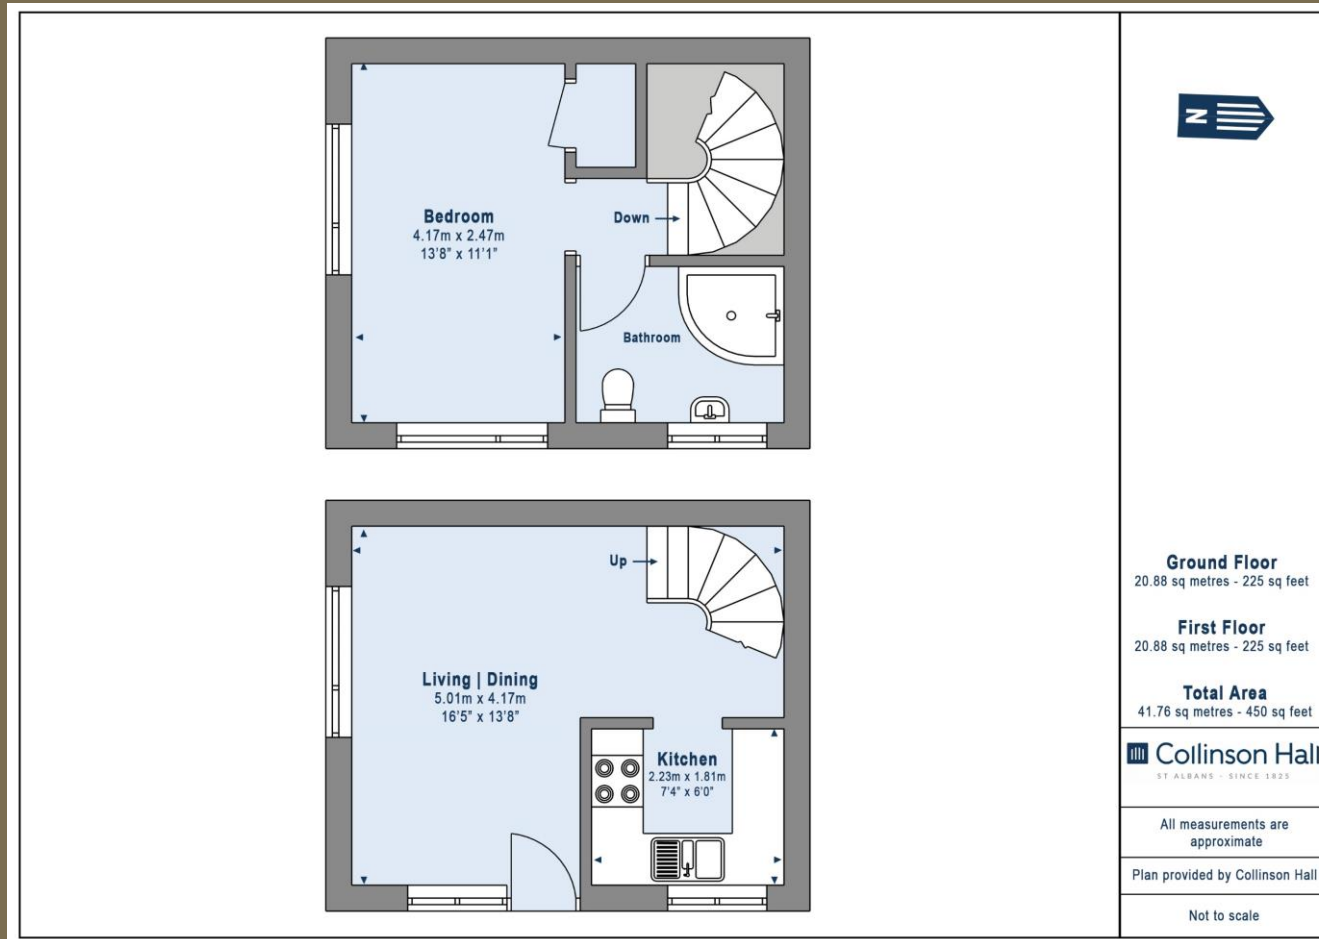 Bedroom
4.17m x 2.47m
13'8" x 11'1"
Down
Bathroom
Up
Living | Dining
5.01m x 4.17m
16'5" x 13'8"
Kitchen
2.23m x 1.81m
7'4" x 6'0"
N
Ground Floor
20.88 sq metres - 225 sq feet
First Floor
20.88 sq metres - 225 sq feet
Total Area
41.76 sq metres - 450 sq feet
Collinson Hall
ST ALBANS - SINCE 1825
All measurements are
approximate
Plan provided by Collinson Hall
Not to scale